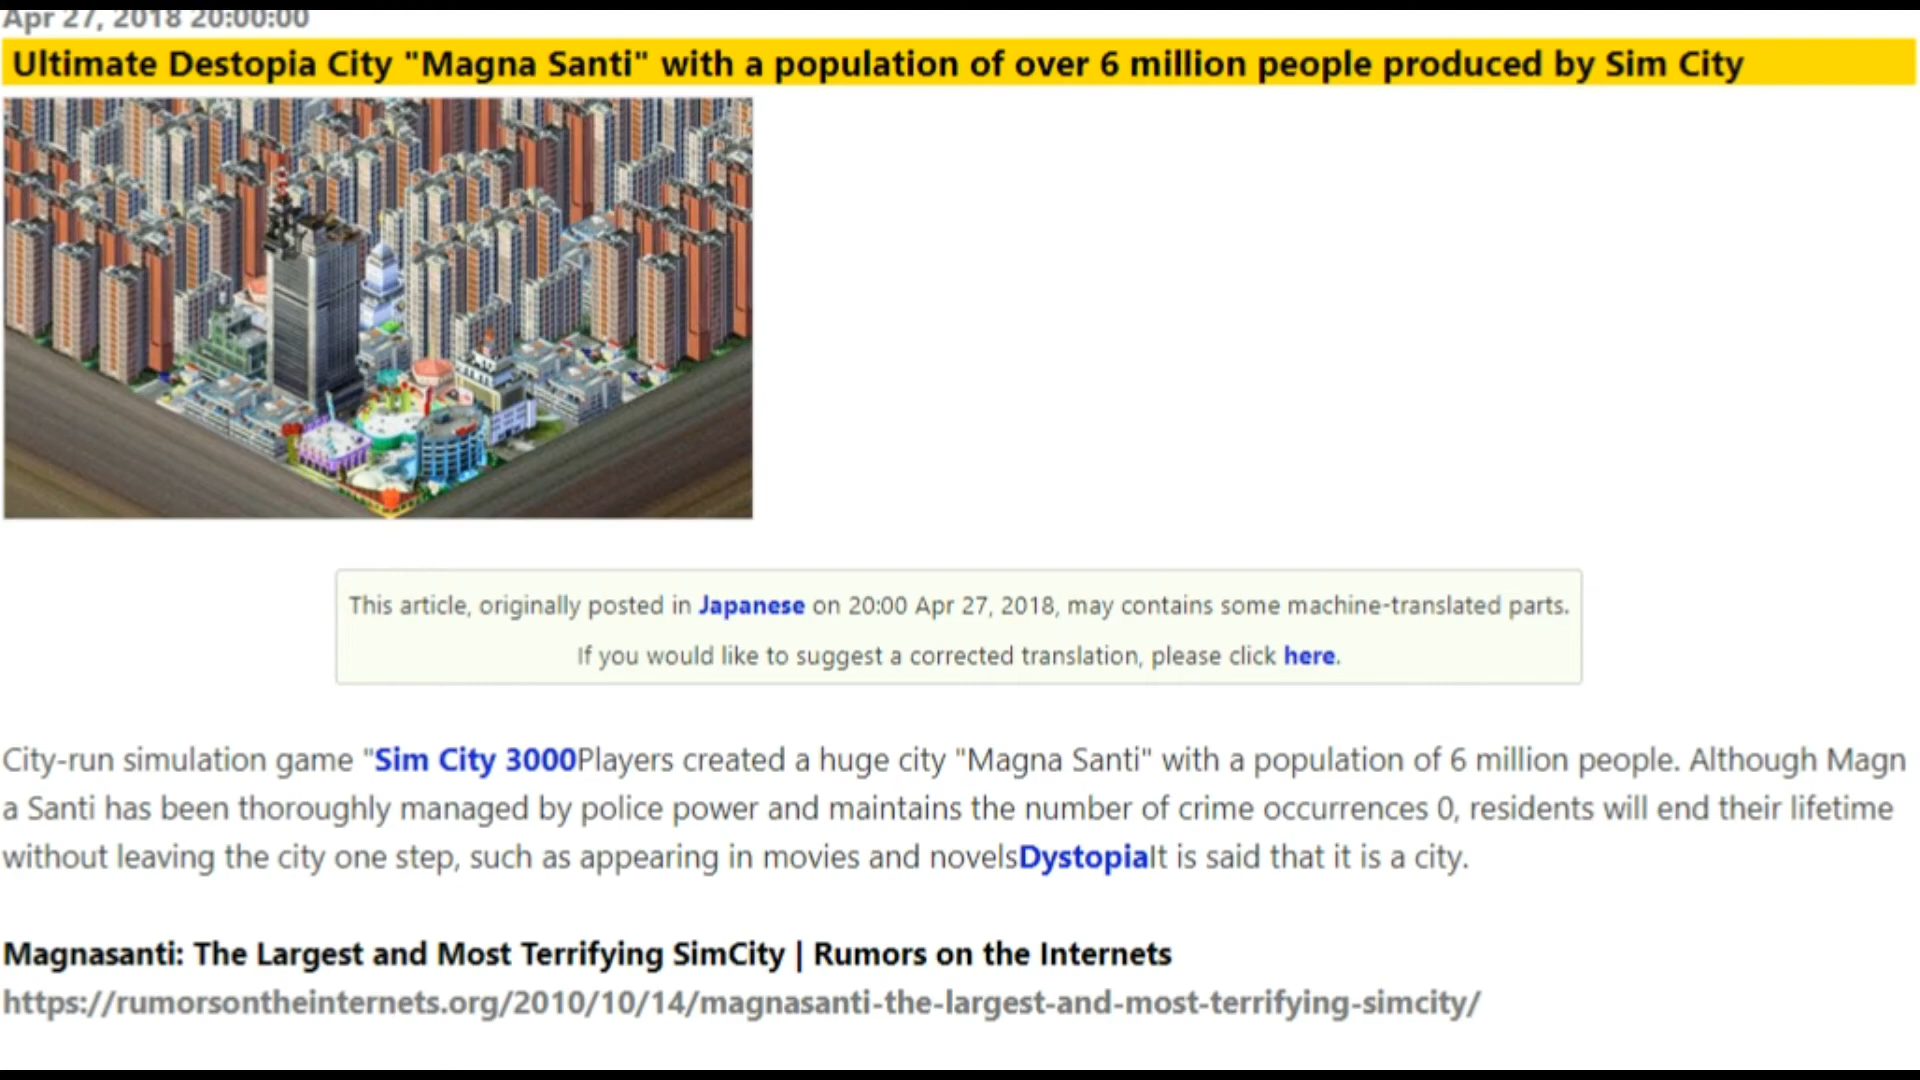 Apr 27, 2018 20:00:00
Ultimate Destopia City "Magna Santi" with a population of over 6 million people produced by Sim City
This article, originally posted in Japanese on 20:00 Apr 27, 2018, may contains some machine-translated parts.
If you would like to suggest a corrected translation, please click here.
City-run simulation game "Sim City 3000Players created a huge city "Magna Santi" with a population of 6 million people. Although Magn
a Santi has been thoroughly managed by police power and maintains the number of crime occurrences 0, residents will end their lifetime
without leaving the city one step, such as appearing in movies and novelsDystopiaIt is said that it is a city.
Magnasanti: The Largest and Most Terrifying SimCity | Rumors on the Internets
https://rumorsontheinternets.org/2010/10/14/magnasanti-the-largest-and-most-terrifying-simcity/